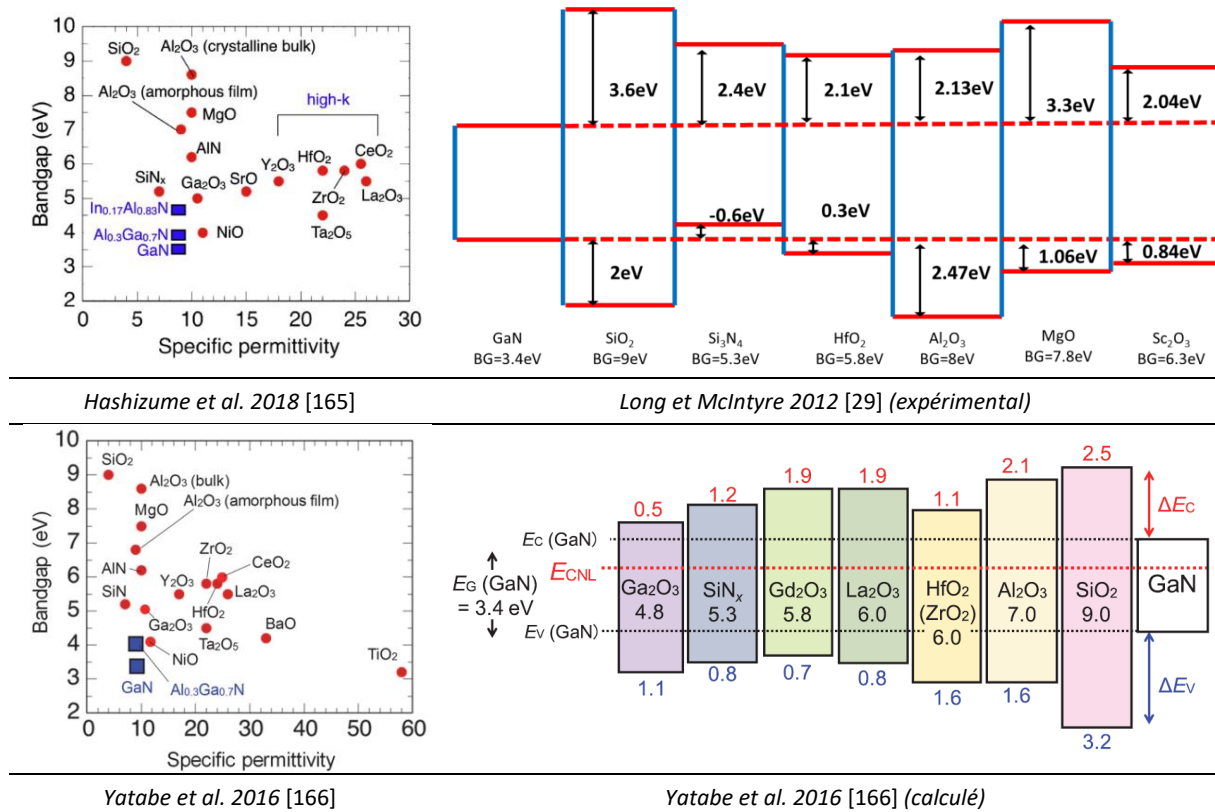 10
9
8
7
6
5
4
3
2
Bandgap (eV)
SiO₂
Al₂O₃ (crystalline bulk)
Al₂O₃ (amorphous film)
MgO
high-k
AlN
SiNₓ
Ga₂O₃
SrO
Y₂O₃
HfO₂
CeO₂
ZrO₂
La₂O₃
Ta₂O₅
NiO
In₀.₁₇Al₀.₈₃N
Al₀.₃Ga₀.₇N
GaN
0 5 10 15 20 25 30
Specific permittivity
3.6eV
2.4eV
2.1eV
2.13eV
3.3eV
2.04eV
2eV
-0.6eV
0.3eV
2.47eV
1.06eV
0.84eV
GaN
BG=3.4eV
SiO₂
BG=9eV
Si₃N₄
BG=5.3eV
HfO₂
BG=5.8eV
Al₂O₃
BG=8eV
MgO
BG=7.8eV
Sc₂O₃
BG=6.3eV
Hashizume et al. 2018 [165]
Long et McIntyre 2012 [29] (expérimental)
10
9
8
7
6
5
4
3
2
Bandgap (eV)
SiO₂
Al₂O₃ (bulk)
Al₂O₃ (amorphous film)
MgO
ZrO₂
CeO₂
AlN
Y₂O₃
SiN
La₂O₃
HfO₂
Ga₂O₃
Ta₂O₅
BaO
NiO
TiO₂
Al₀.₃Ga₀.₇N
GaN
0 10 20 30 40 50 60
Specific permittivity
E_C (GaN)
E_CNL
E_G (GaN)
= 3.4 eV
E_V (GaN)
0.5
Ga₂O₃
4.8
1.1
1.2
SiNₓ
5.3
0.8
1.9
Gd₂O₃
5.8
0.7
1.9
La₂O₃
6.0
0.8
1.1
HfO₂
(ZrO₂)
6.0
1.6
2.1
Al₂O₃
7.0
1.6
2.5
SiO₂
9.0
3.2
ΔE_C
GaN
ΔE_V
Yatabe et al. 2016 [166]
Yatabe et al. 2016 [166] (calculé)